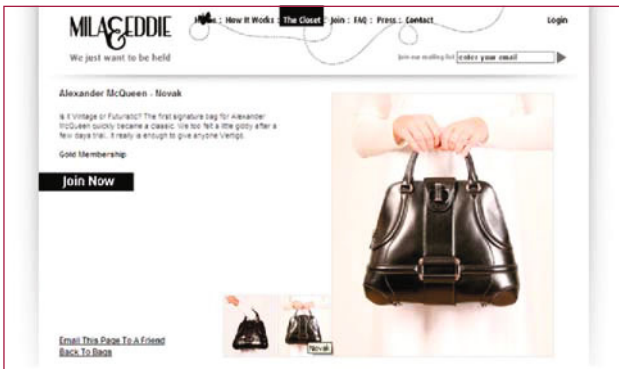 MILA&EDDIE
How It Works : The Closet : Join : FAQ : Press : Contact
Login
We just want to be held
Join our mailing list enter your email
Alexander McQueen - Novak
Is it Vintage or Futuristic? The first signature bag for Alexander
McQueen quickly became a classic. We too felt a little giddy after a
few days trial. It really is enough to give anyone Vertigo.
Gold Membership
Join Now
Novak
Email This Page To A Friend
Back To Bags